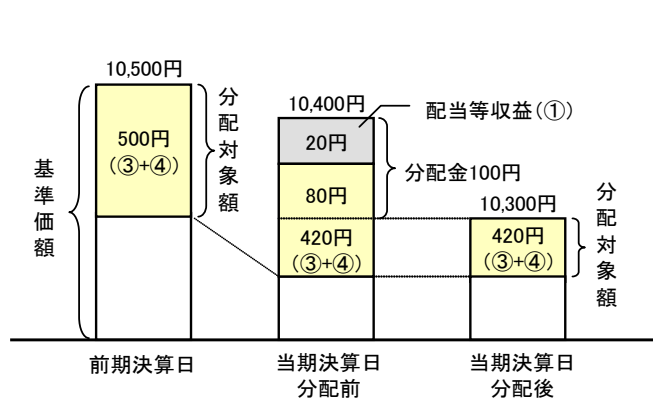 10,500円
500円
(③+④)
分配対象額
基準価額
前期決算日
10,400円
配当等収益(①)
20円
80円
分配金100円
420円
(③+④)
当期決算日
分配前
10,300円
420円
(③+④)
分配対象額
当期決算日
分配後